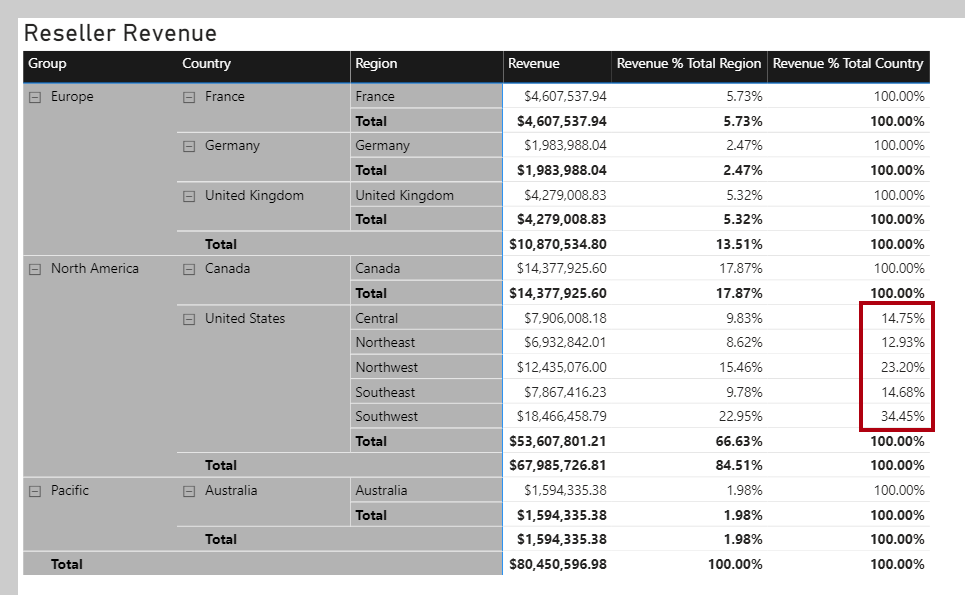 Reseller Revenue
Group Country Region Revenue Revenue % Total Region Revenue % Total Country
Europe France France $4,607,537.94 5.73% 100.00%
Total $4,607,537.94 5.73% 100.00%
Germany Germany $1,983,988.04 2.47% 100.00%
Total $1,983,988.04 2.47% 100.00%
United Kingdom United Kingdom $4,279,008.83 5.32% 100.00%
Total $4,279,008.83 5.32% 100.00%
Total $10,870,534.80 13.51% 100.00%
North America Canada Canada $14,377,925.60 17.87% 100.00%
Total $14,377,925.60 17.87% 100.00%
United States Central $7,906,008.18 9.83% 14.75%
Northeast $6,932,842.01 8.62% 12.93%
Northwest $12,435,076.00 15.46% 23.20%
Southeast $7,867,416.23 9.78% 14.68%
Southwest $18,466,458.79 22.95% 34.45%
Total $53,607,801.21 66.63% 100.00%
Total $67,985,726.81 84.51% 100.00%
Pacific Australia Australia $1,594,335.38 1.98% 100.00%
Total $1,594,335.38 1.98% 100.00%
Total $1,594,335.38 1.98% 100.00%
Total $80,450,596.98 100.00% 100.00%